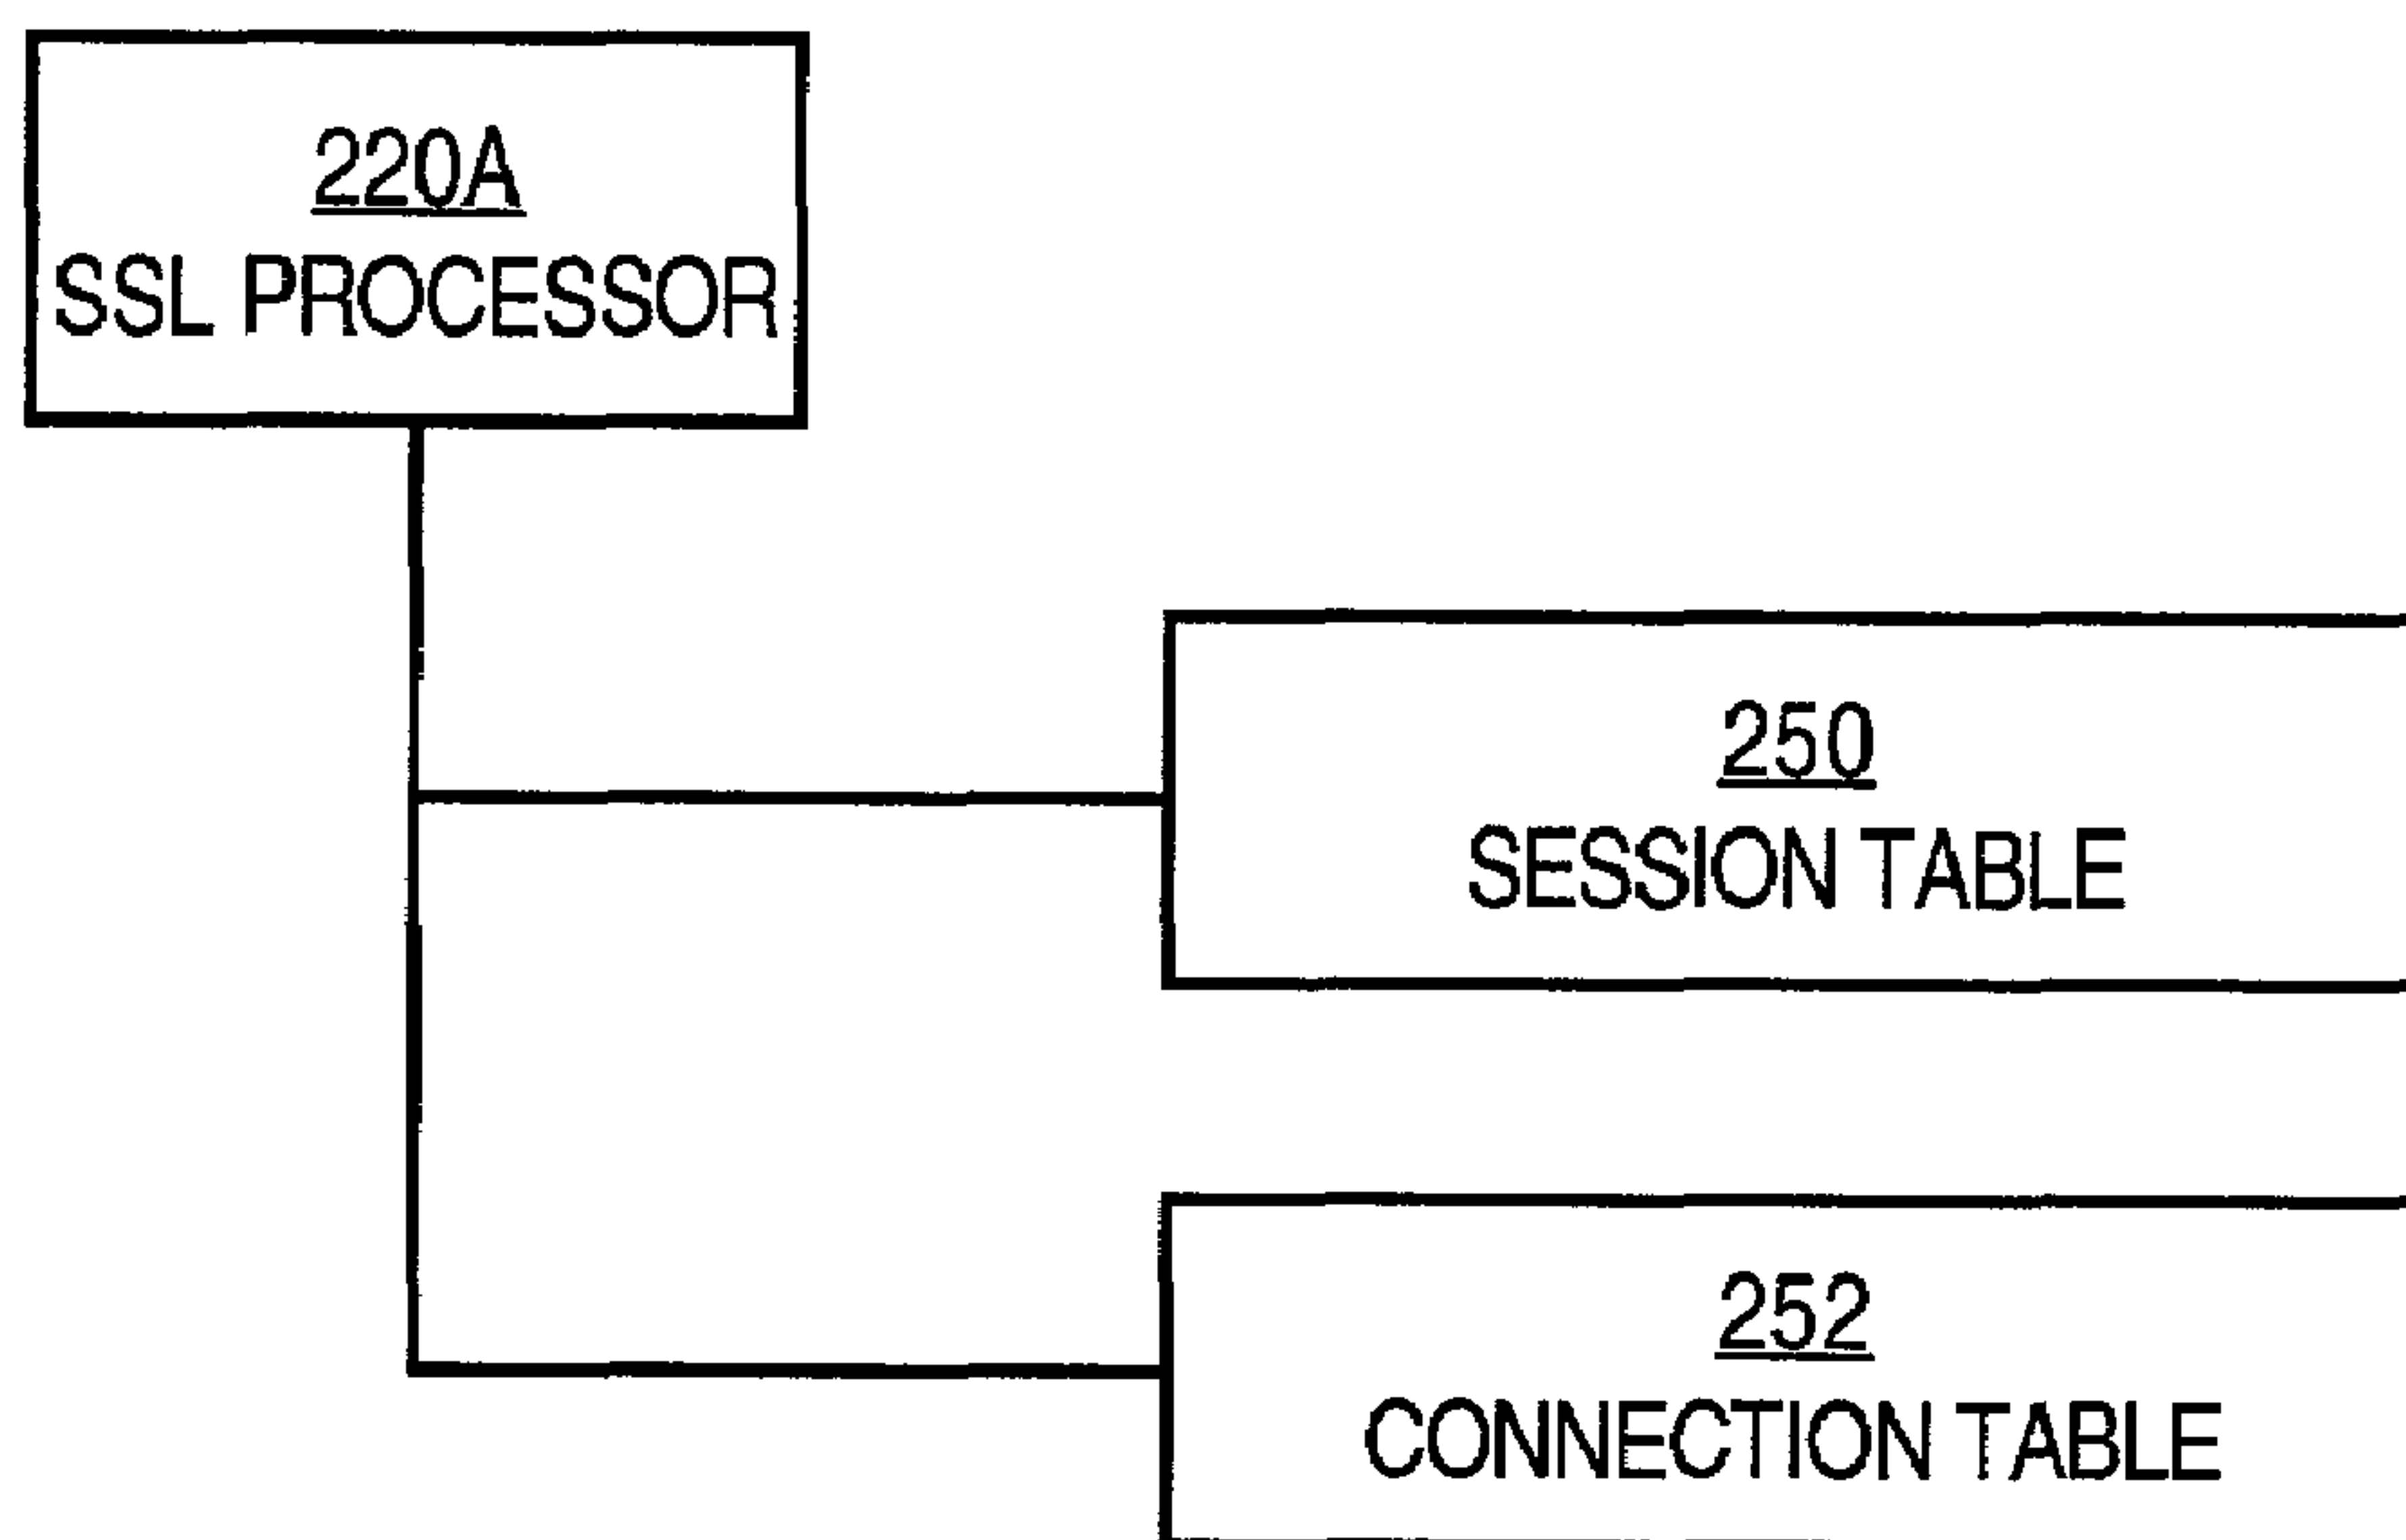 220A
SSL PROCESSOR
250
SESSION TABLE
252
CONNECTION TABLE